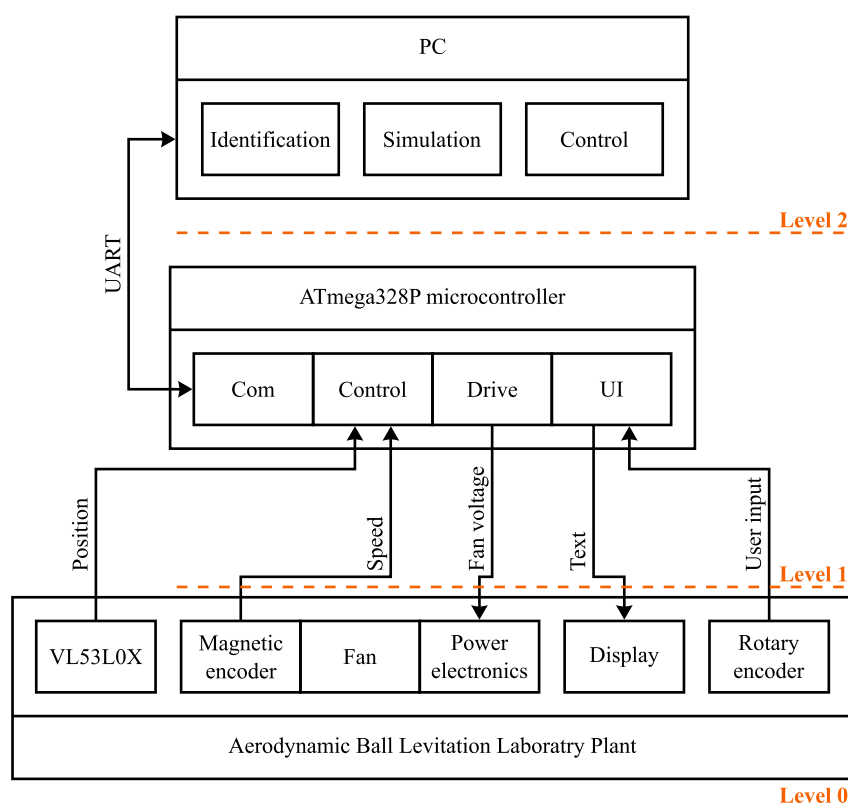 PC
Identification
Simulation
Control
Level 2
UART
ATmega328P microcontroller
Com
Control
Drive
UI
Position
Speed
Fan voltage
Text
User input
Level 1
VL53L0X
Magnetic
encoder
Fan
Power
electronics
Display
Rotary
encoder
Aerodynamic Ball Levitation Laboratry Plant
Level 0